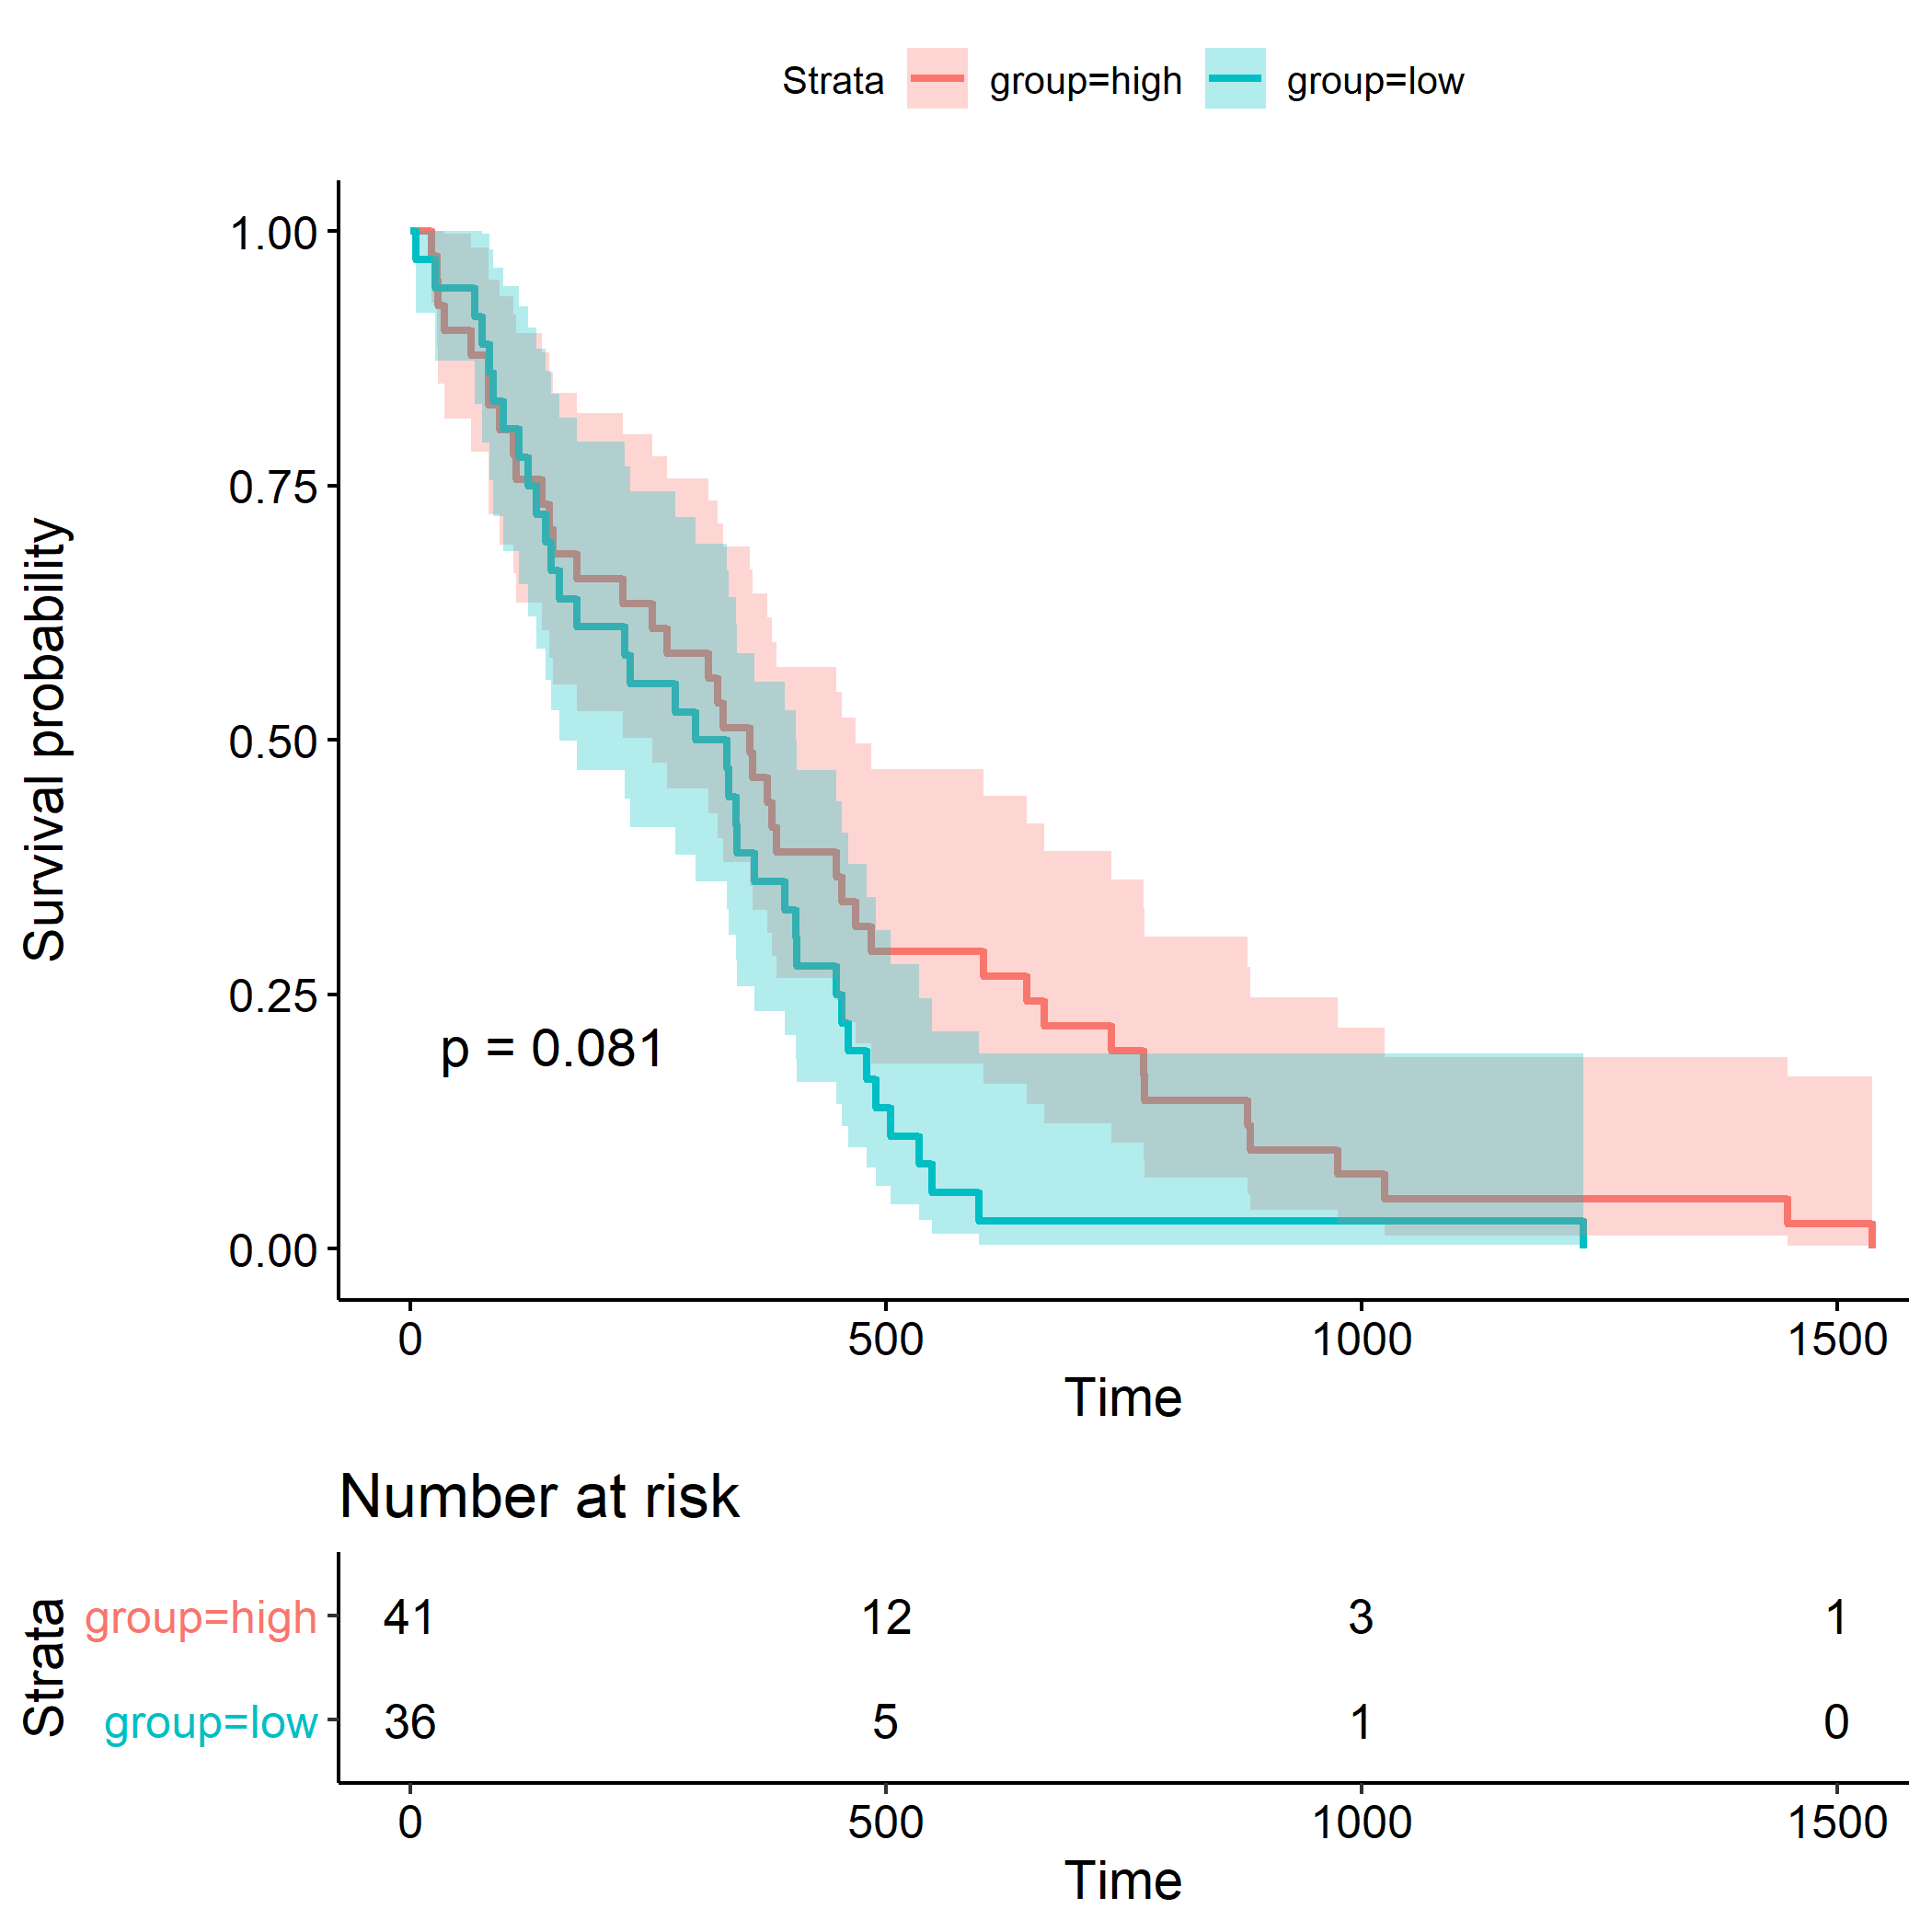 Strata group=high group=low
1.00
0.75
0.50
0.25
0.00
Survival probability
p = 0.081
0 500 1000 1500
Time
Number at risk
Strata
group=high 41 12 3 1
group=low 36 5 1 0
0 500 1000 1500
Time